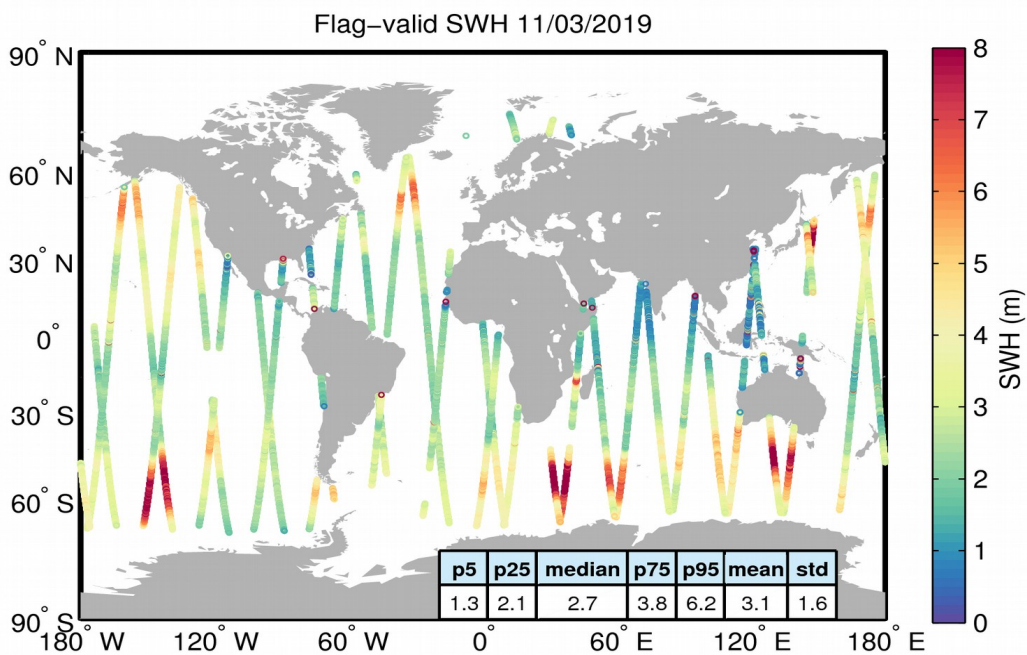 Flag−valid SWH 11/03/2019
90° N
60° N
30° N
0°
30° S
60° S
90° S
180° W
120° W
60° W
0°
60° E
120° E
180° E
p5 p25 median p75 p95 mean std
1.3 2.1 2.7 3.8 6.2 3.1 1.6
8
7
6
5
4
3
2
1
0
SWH (m)